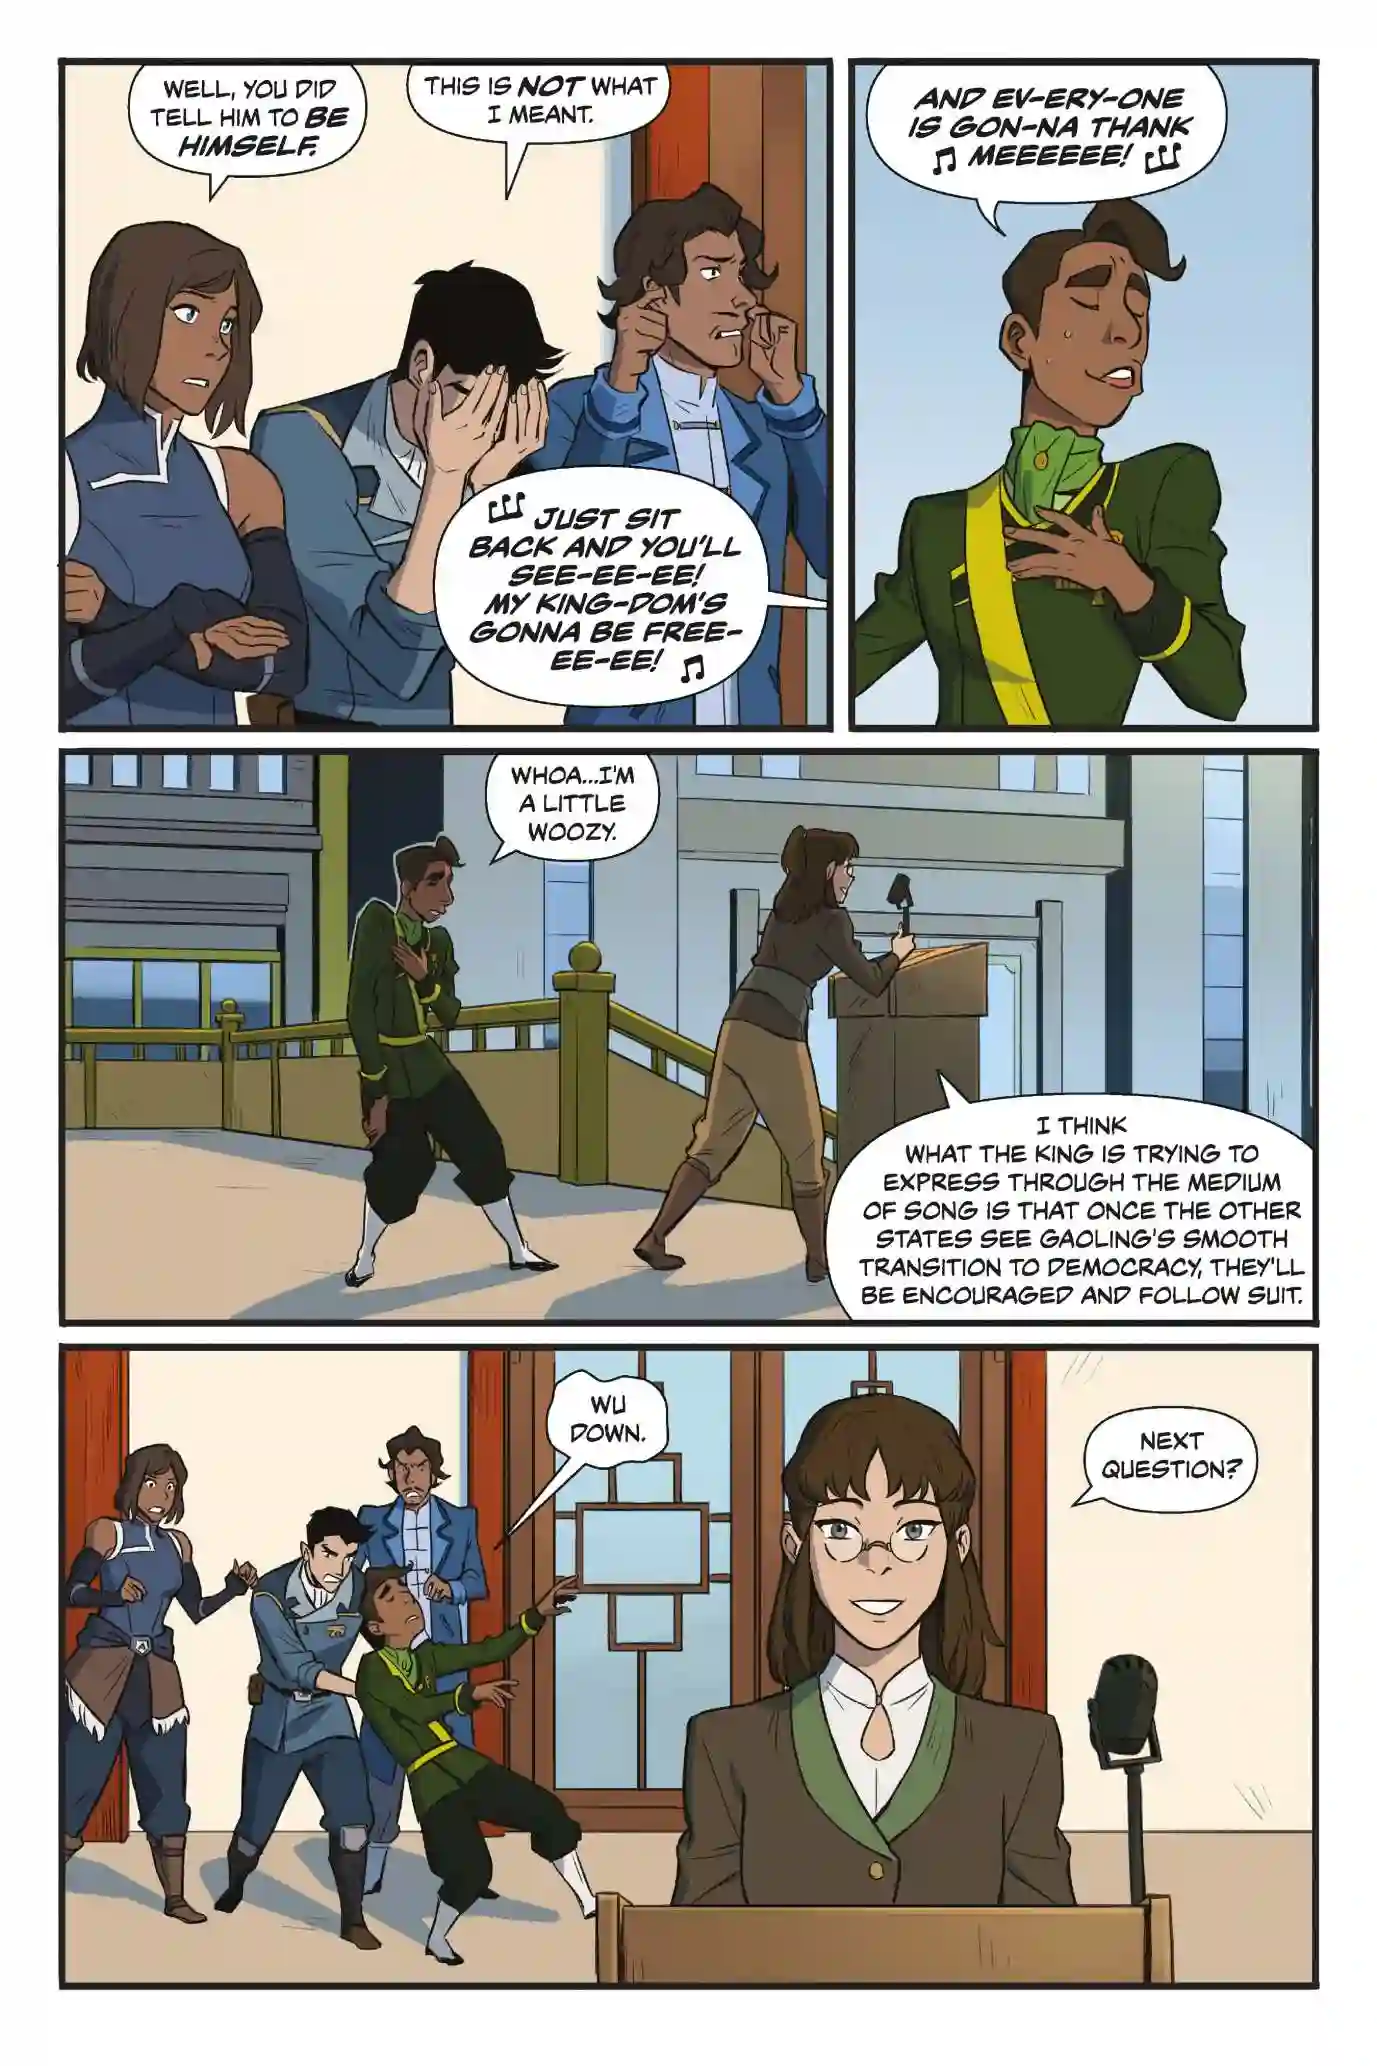 WELL, YOU DID
TELL HIM TO BE
HIMSELF.
THIS IS NOT WHAT
I MEANT.
JUST SIT
BACK AND YOU'LL
SEE-EE-EE!
MY KING-DOM'S
GONNA BE FREE-
EE-EE!
AND EV-ERY-ONE
IS GON-NA THANK
MEEEEEE!
WHOA...I'M
A LITTLE
WOOZY.
I THINK
WHAT THE KING IS TRYING TO
EXPRESS THROUGH THE MEDIUM
OF SONG IS THAT ONCE THE OTHER
STATES SEE GAOLING'S SMOOTH
TRANSITION TO DEMOCRACY, THEY'LL
BE ENCOURAGED AND FOLLOW SUIT.
WU
DOWN.
NEXT
QUESTION?